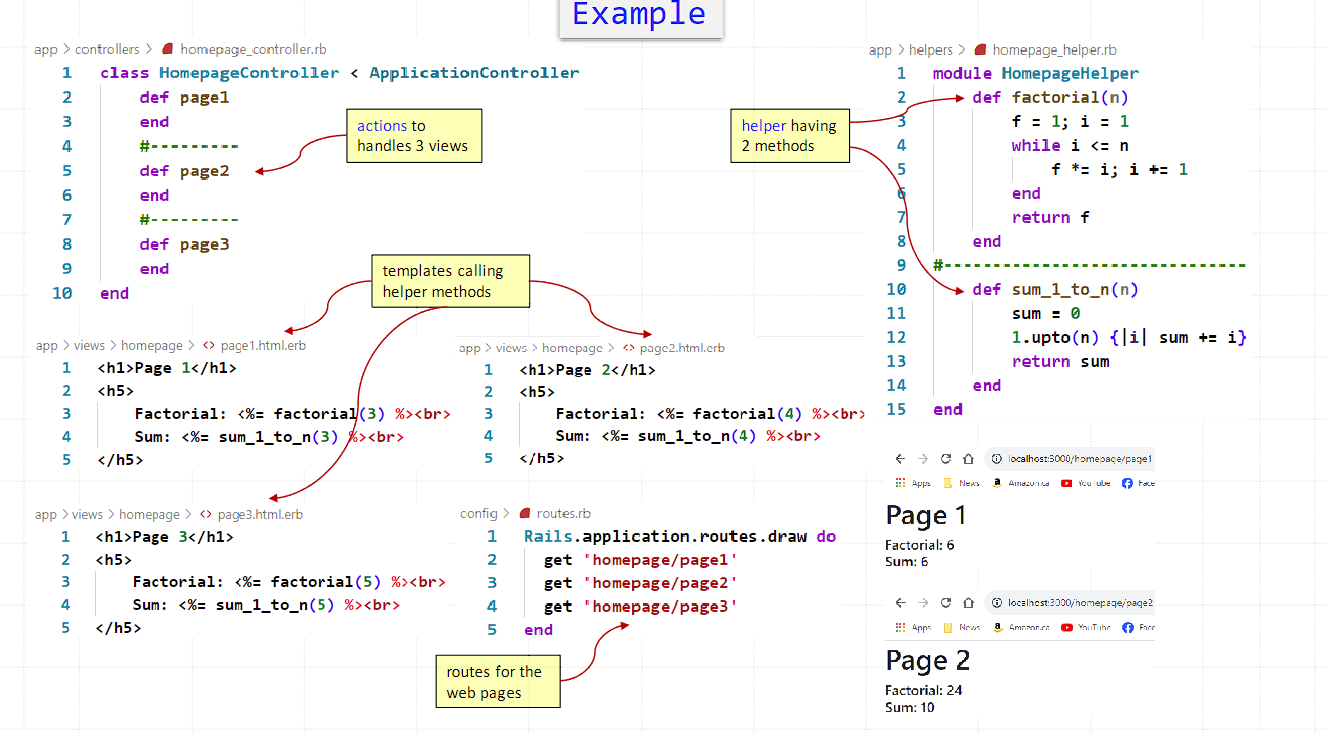 Example
app > controllers > homepage_controller.rb
1 class HomepageController < ApplicationController
2 def page1
3 end
4 #----------
5 def page2
6 end
7 #----------
8 def page3
9 end
10 end
actions to
handles 3 views
app > helpers > homepage_helper.rb
1 module HomepageHelper
2 def factorial(n)
3 f = 1; i = 1
4 while i <= n
5 f *= i; i += 1
6 end
7 return f
8 end
9 #-------------------------------
10 def sum_1_to_n(n)
11 sum = 0
12 1.upto(n) {|i| sum += i}
13 return sum
14 end
15 end
helper having
2 methods
templates calling
helper methods
app > views > homepage > <> page1.html.erb
1 <h1>Page 1</h1>
2 <h5>
3 Factorial: <%= factorial(3) %><br>
4 Sum: <%= sum_1_to_n(3) %><br>
5 </h5>
app > views > homepage > <> page2.html.erb
1 <h1>Page 2</h1>
2 <h5>
3 Factorial: <%= factorial(4) %><br>
4 Sum: <%= sum_1_to_n(4) %><br>
5 </h5>
app > views > homepage > <> page3.html.erb
1 <h1>Page 3</h1>
2 <h5>
3 Factorial: <%= factorial(5) %><br>
4 Sum: <%= sum_1_to_n(5) %><br>
5 </h5>
config > routes.rb
1 Rails.application.routes.draw do
2 get 'homepage/page1'
3 get 'homepage/page2'
4 get 'homepage/page3'
5 end
routes for the
web pages
localhost:3000/homepage/page1
Apps News Amazon.ca YouTube Face
Page 1
Factorial: 6
Sum: 6
localhost:3000/homepage/page2
Apps News Amazon.ca YouTube Face
Page 2
Factorial: 24
Sum: 10